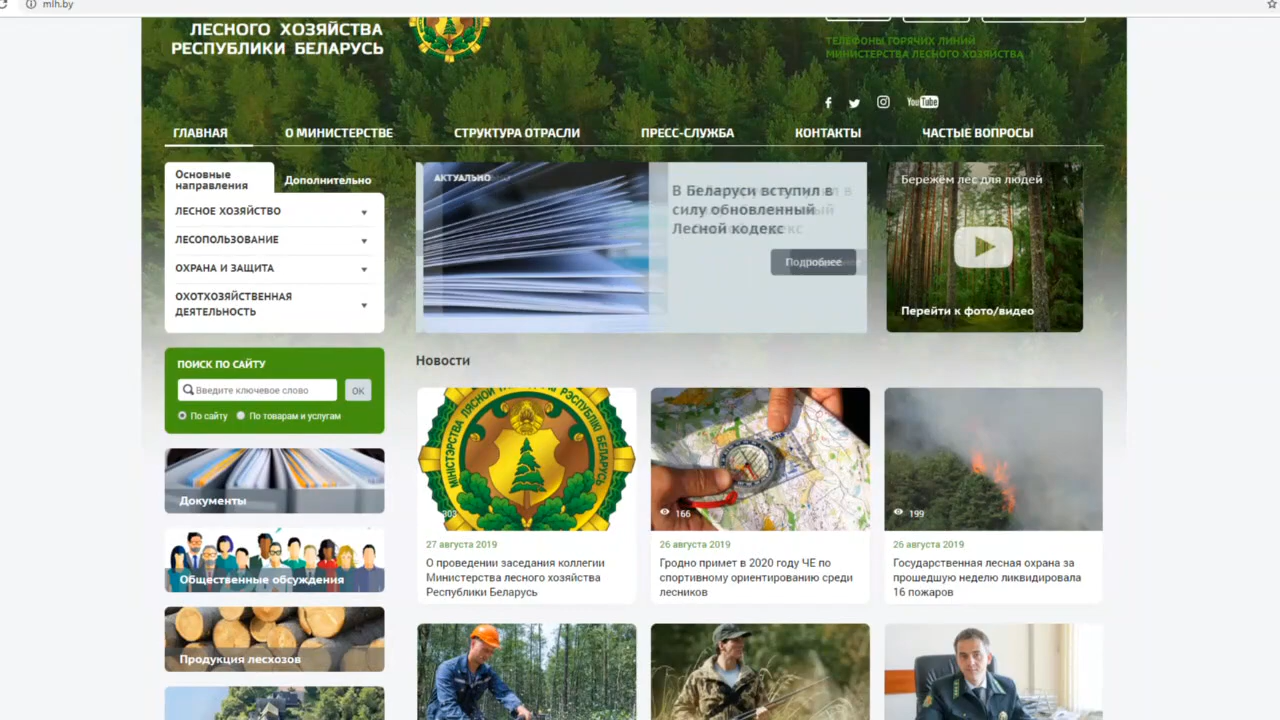 mlh.by
ЛЕСНОГО ХОЗЯЙСТВА
РЕСПУБЛИКИ БЕЛАРУСЬ
ТЕЛЕФОНЫ ГОРЯЧИХ ЛИНИЙ
МИНИСТЕРСТВА ЛЕСНОГО ХОЗЯЙСТВА
You Tube
ГЛАВНАЯ
О МИНИСТЕРСТВЕ
СТРУКТУРА ОТРАСЛИ
ПРЕСС-СЛУЖБА
КОНТАКТЫ
ЧАСТЫЕ ВОПРОСЫ
Основные
направления
Дополнительно
ЛЕСНОЕ ХОЗЯЙСТВО
ЛЕСОПОЛЬЗОВАНИЕ
ОХРАНА И ЗАЩИТА
ОХОТХОЗЯЙСТВЕННАЯ
ДЕЯТЕЛЬНОСТЬ
АКТУАЛЬНО
В Беларуси вступил в
силу обновленный
Лесной кодекс
Подробнее
Бережём лес для людей
Перейти к фото/видео
ПОИСК ПО САЙТУ
Введите ключевое слово
ОК
По сайту
По товарам и услугам
Документы
Общественные обсуждения
Продукция лесхозов
Новости
МІНІСТЭРСТВА ЛЯСНОЙ ГАСПАДАРКІ РЭСПУБЛІКІ БЕЛАРУСЬ
303
27 августа 2019
О проведении заседания коллегии
Министерства лесного хозяйства
Республики Беларусь
166
26 августа 2019
Гродно примет в 2020 году ЧЕ по
спортивному ориентированию среди
лесников
199
26 августа 2019
Государственная лесная охрана за
прошедшую неделю ликвидировала
16 пожаров